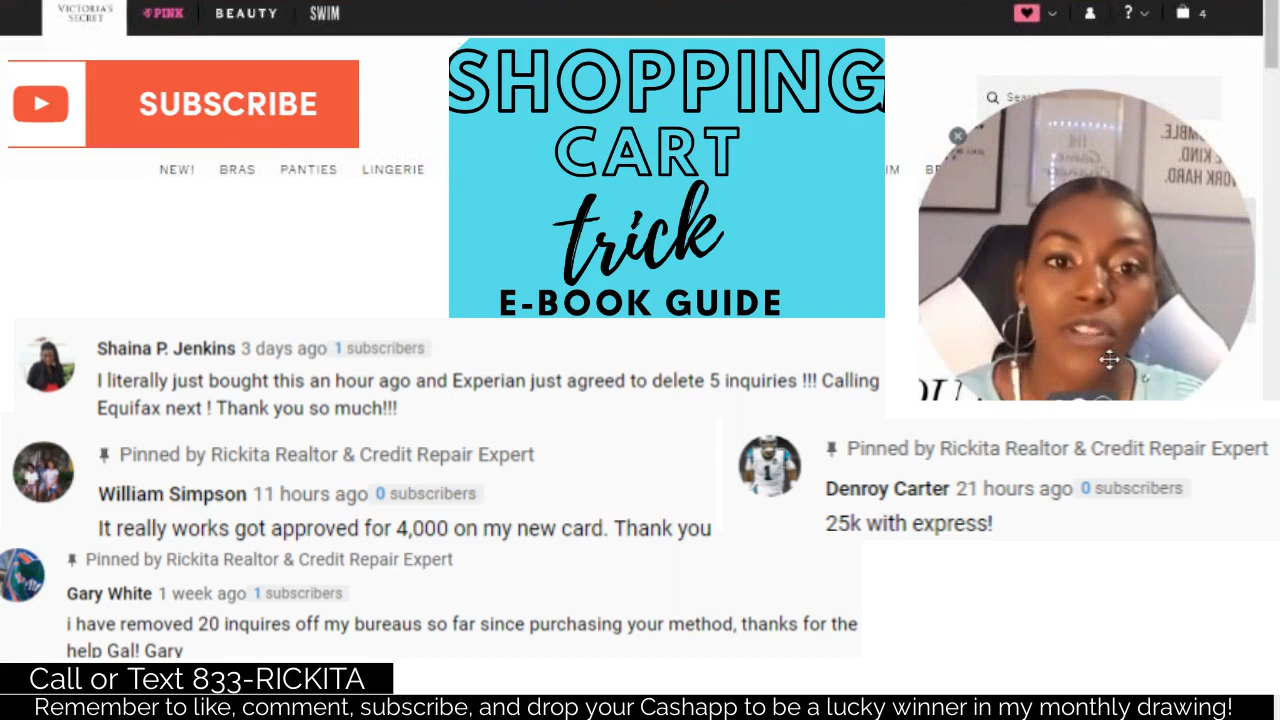 VICTORIA'S
SECRET
PINK
BEAUTY
SWIM
?
4
SUBSCRIBE
SHOPPING
CART
trick
E-BOOK GUIDE
NEW!
BRAS
PANTIES
LINGERIE
Shaina P. Jenkins 3 days ago 1 subscribers
I literally just bought this an hour ago and Experian just agreed to delete 5 inquiries !!! Calling
Equifax next ! Thank you so much!!!
Pinned by Rickita Realtor & Credit Repair Expert
William Simpson 11 hours ago 0 subscribers
It really works got approved for 4,000 on my new card. Thank you
Pinned by Rickita Realtor & Credit Repair Expert
Denroy Carter 21 hours ago 0 subscribers
25k with express!
Pinned by Rickita Realtor & Credit Repair Expert
Gary White 1 week ago 1 subscribers
i have removed 20 inquires off my bureaus so far since purchasing your method, thanks for the
help Gal! Gary
Call or Text 833-RICKITA
Remember to like, comment, subscribe, and drop your Cashapp to be a lucky winner in my monthly drawing!